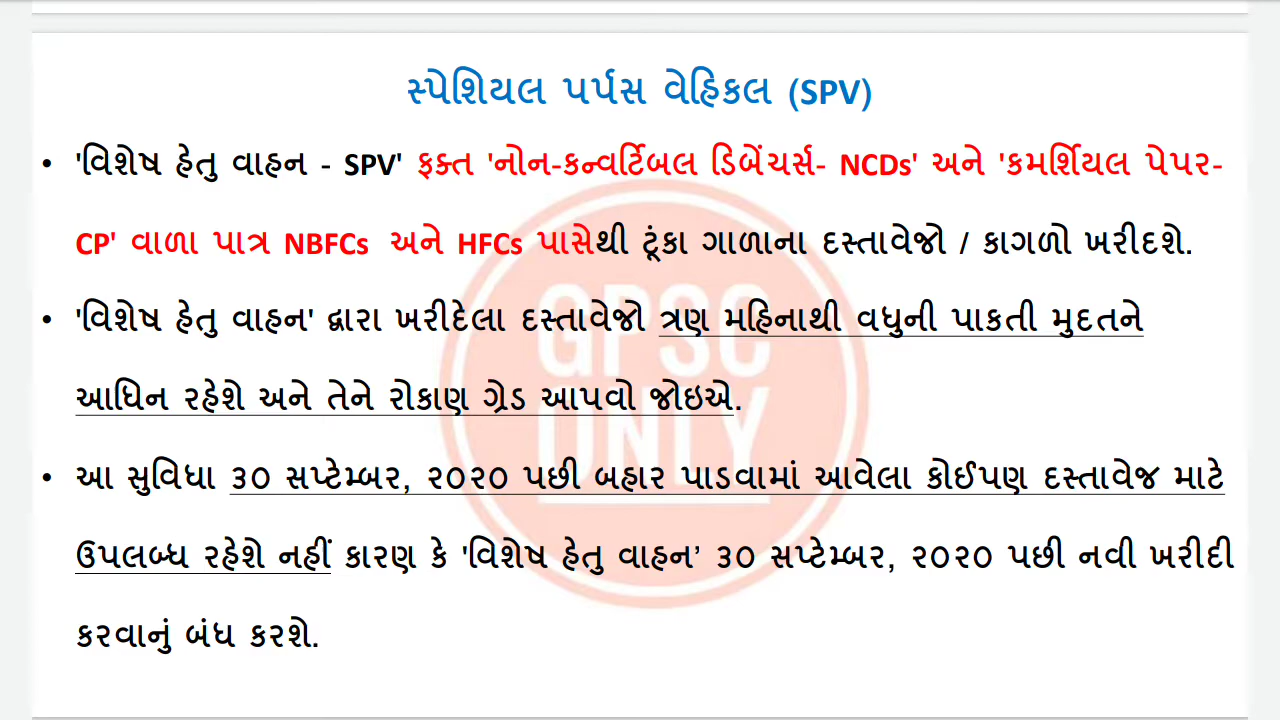 સ્પેશિયલ પર્પસ વેહિકલ (SPV)
• 'વિશેષ હેતુ વાહન - SPV' ફક્ત 'નોન-કન્વર્ટિબલ ડિબેંચર્સ- NCDs' અને 'કમર્શિયલ પેપર-
CP' વાળા પાત્ર NBFCs અને HFCs પાસેથી ટૂંકા ગાળાના દસ્તાવેજો / કાગળો ખરીદશે.
• 'વિશેષ હેતુ વાહન' દ્વારા ખરીદેલા દસ્તાવેજો ત્રણ મહિનાથી વધુની પાકતી મુદતને
આધિન રહેશે અને તેને રોકાણ ગ્રેડ આપવો જોઇએ.
• આ સુવિધા ૩૦ સપ્ટેમ્બર, ૨૦૨૦ પછી બહાર પાડવામાં આવેલા કોઈપણ દસ્તાવેજ માટે
ઉપલબ્ધ રહેશે નહીં કારણ કે 'વિશેષ હેતુ વાહન’ ૩૦ સપ્ટેમ્બર, ૨૦૨૦ પછી નવી ખરીદી
કરવાનું બંધ કરશે.
GPSC
ONLY